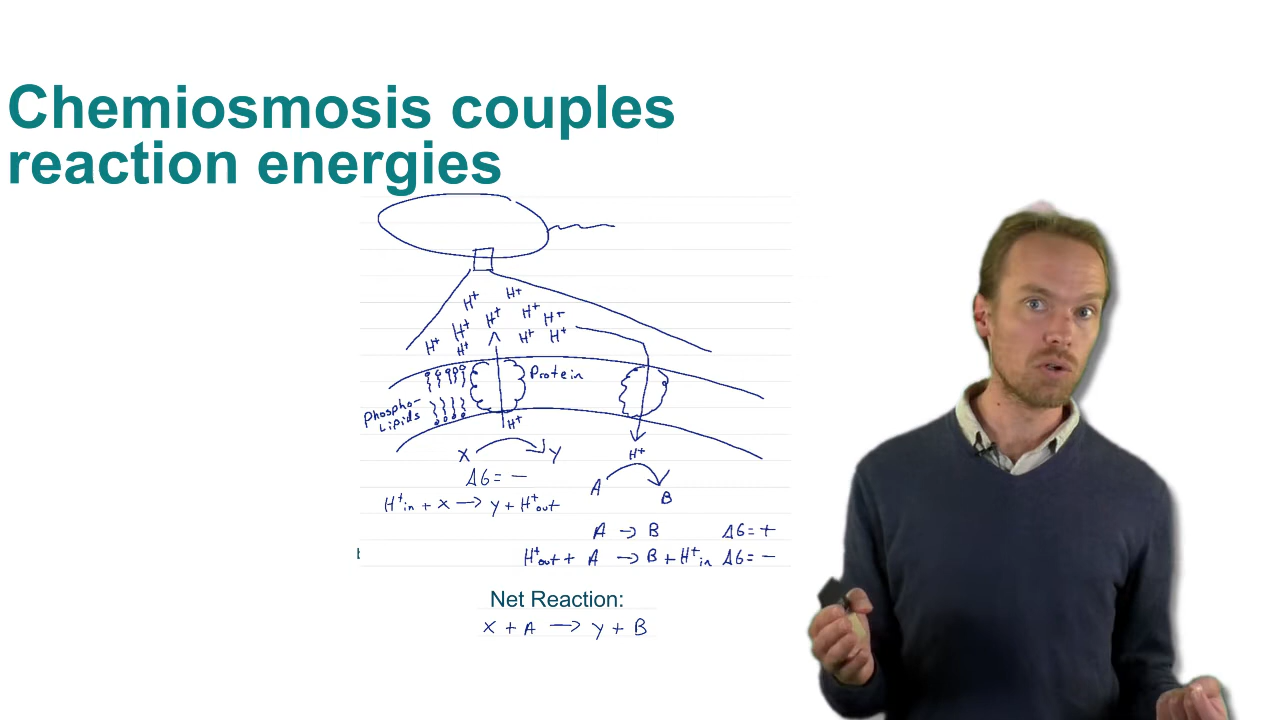 Chemiosmosis couples
reaction energies
H⁺ H⁺
H⁺ H⁺ H⁺ H⁺
H⁺ H⁺ H⁺ H⁺
Protein
Phospho-
Lipids
H⁺
H⁺
X Y
ΔG = −
A B
H⁺in + X → Y + H⁺out
A → B ΔG = +
H⁺out + A → B + H⁺in ΔG = −
Net Reaction:
X + A → Y + B